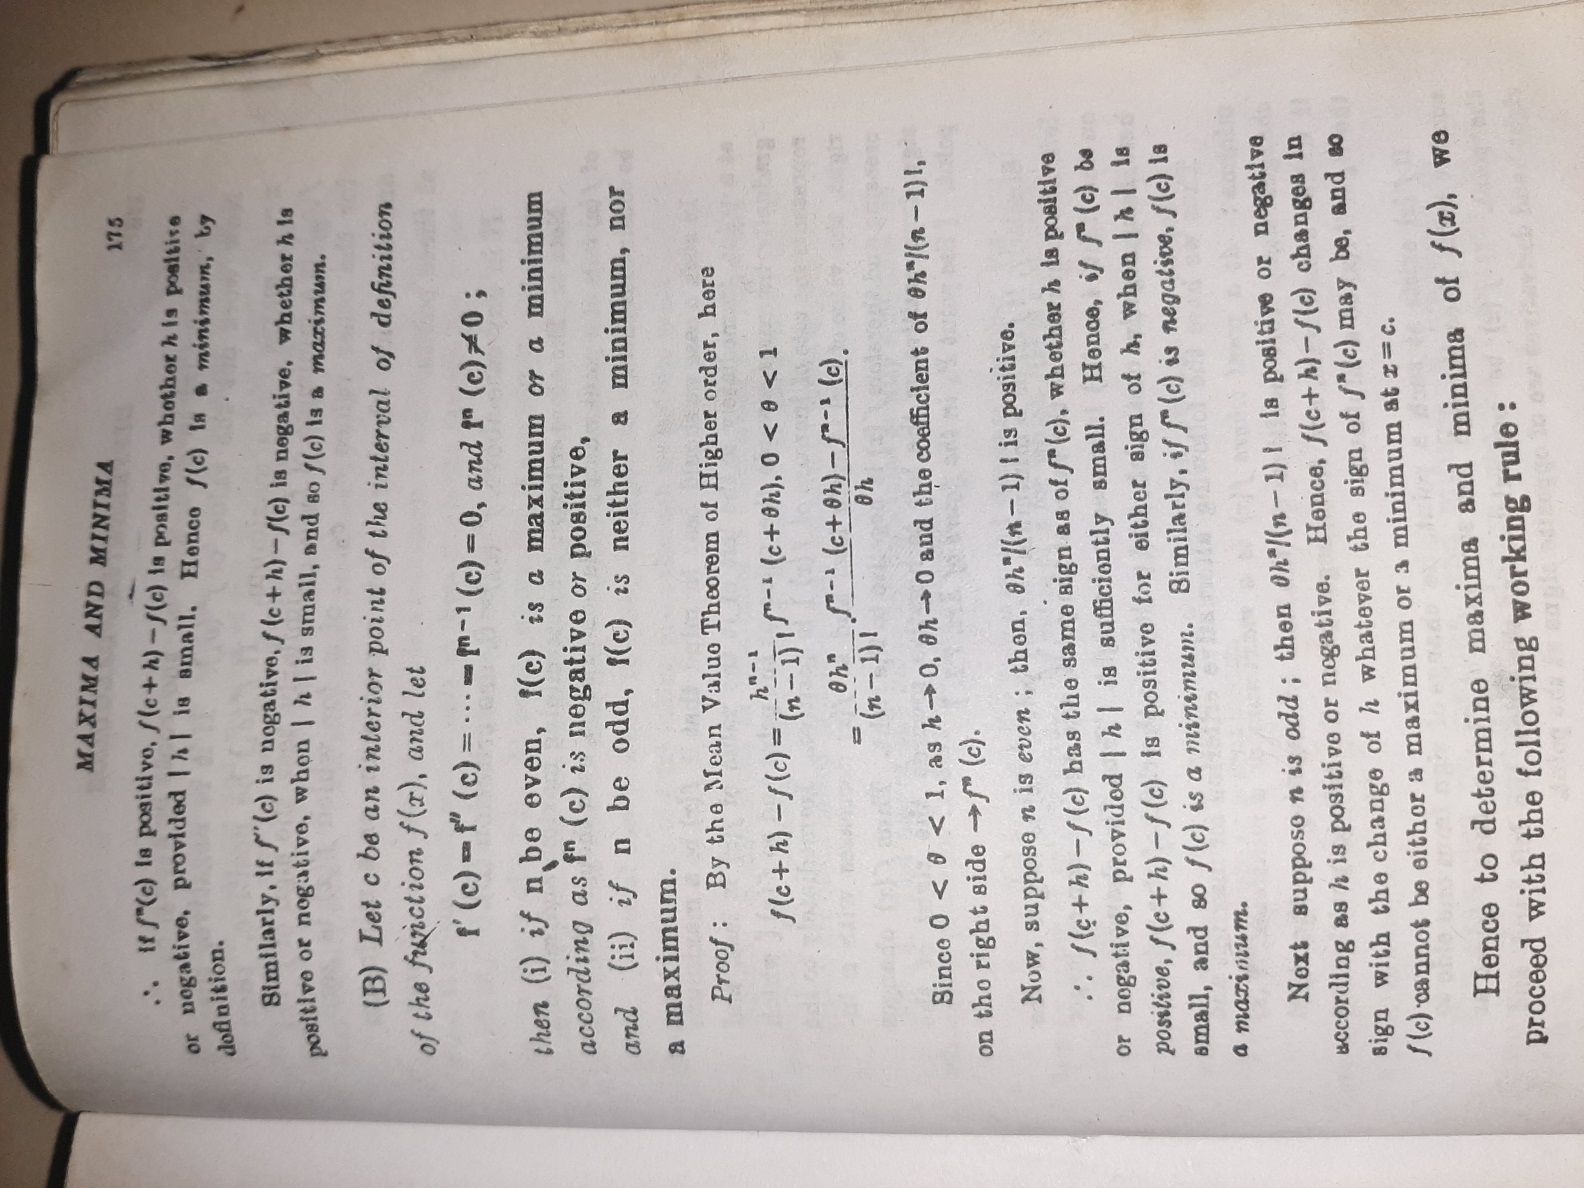 MAXIMA AND MINIMA 175
∴ if f″(c) is positive, f(c+h)−f(c) is positive, whether h is positive
or negative, provided | h | is small. Hence f(c) is a minimum, by
definition.
Similarly, if f″(c) is negative, f(c+h)−f(c) is negative, whether h is
positive or negative, when | h | is small, and so f(c) is a maximum.
(B) Let c be an interior point of the interval of definition
of the function f(x), and let
f′(c) = f″(c) = ··· = fⁿ⁻¹(c) = 0, and fⁿ(c) ≠ 0 ;
then (i) if n be even, f(c) is a maximum or a minimum
according as fⁿ(c) is negative or positive,
and (ii) if n be odd, f(c) is neither a minimum, nor
a maximum.
Proof : By the Mean Value Theorem of Higher order, here
f(c+h)−f(c) = hⁿ⁻¹/(n−1)! fⁿ⁻¹(c+θh), 0 < θ < 1
= θhⁿ/(n−1)! · fⁿ⁻¹(c+θh)−fⁿ⁻¹(c)/θh.
Since 0 < θ < 1, as h→0, θh→0 and the coefficient of θhⁿ/(n−1)!,
on the right side →fⁿ(c).
Now, suppose n is even ; then, θhⁿ/(n−1)! is positive.
∴ f(c+h)−f(c) has the same sign as of fⁿ(c), whether h is positive
or negative, provided | h | is sufficiently small. Hence, if fⁿ(c) be
positive, f(c+h)−f(c) is positive for either sign of h, when | h | is
small, and so f(c) is a minimum. Similarly, if fⁿ(c) is negative, f(c) is
a maximum.
Next suppose n is odd ; then θhⁿ/(n−1)! is positive or negative
according as h is positive or negative. Hence, f(c+h)−f(c) changes in
sign with the change of h whatever the sign of fⁿ(c) may be, and so
f(c) cannot be either a maximum or a minimum at x=c.
Hence to determine maxima and minima of f(x), we
proceed with the following working rule :